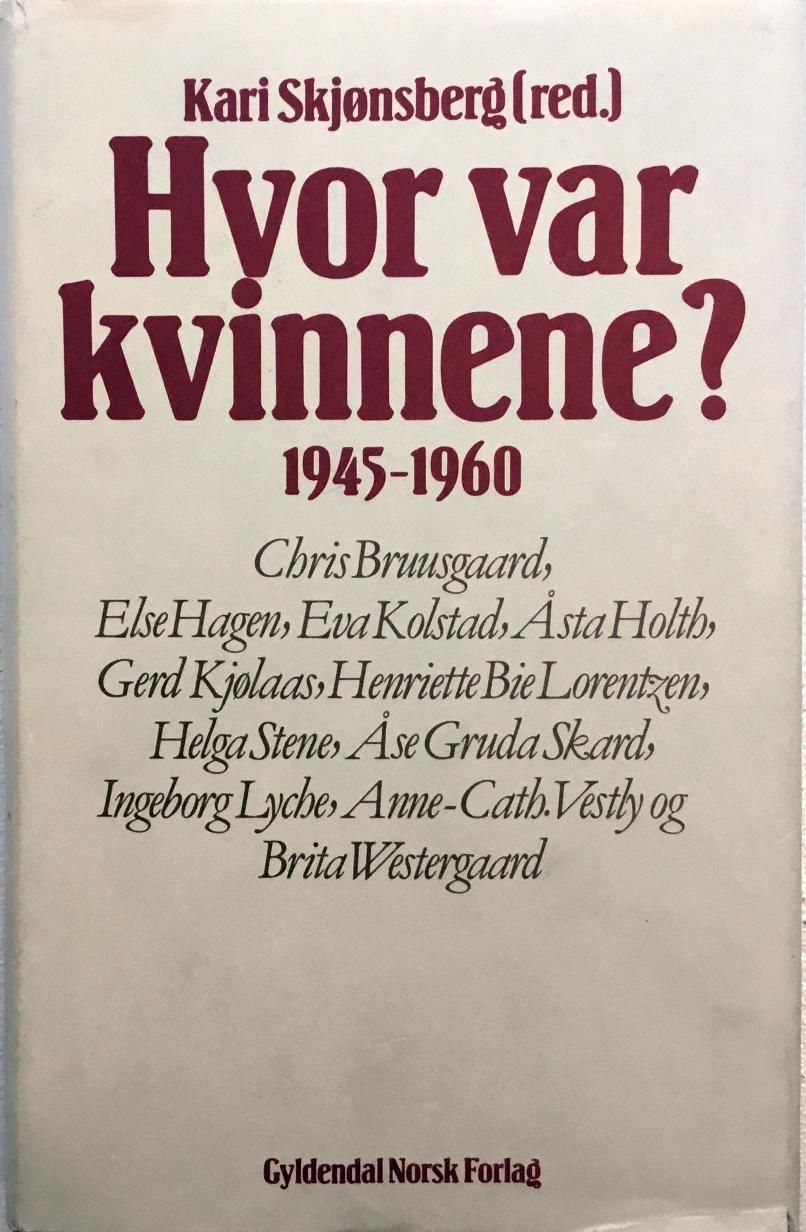 Kari Skjønsberg (red.)
Hvor var
kvinnene?
1945-1960
Chris Bruusgaard,
Else Hagen, Eva Kolstad, Åsta Holth,
Gerd Kjølaas, Henriette Bie Lorentzen,
Helga Stene, Åse Gruda Skard,
Ingeborg Lyche, Anne-Cath. Vestly og
Brita Westergaard
Gyldendal Norsk Forlag